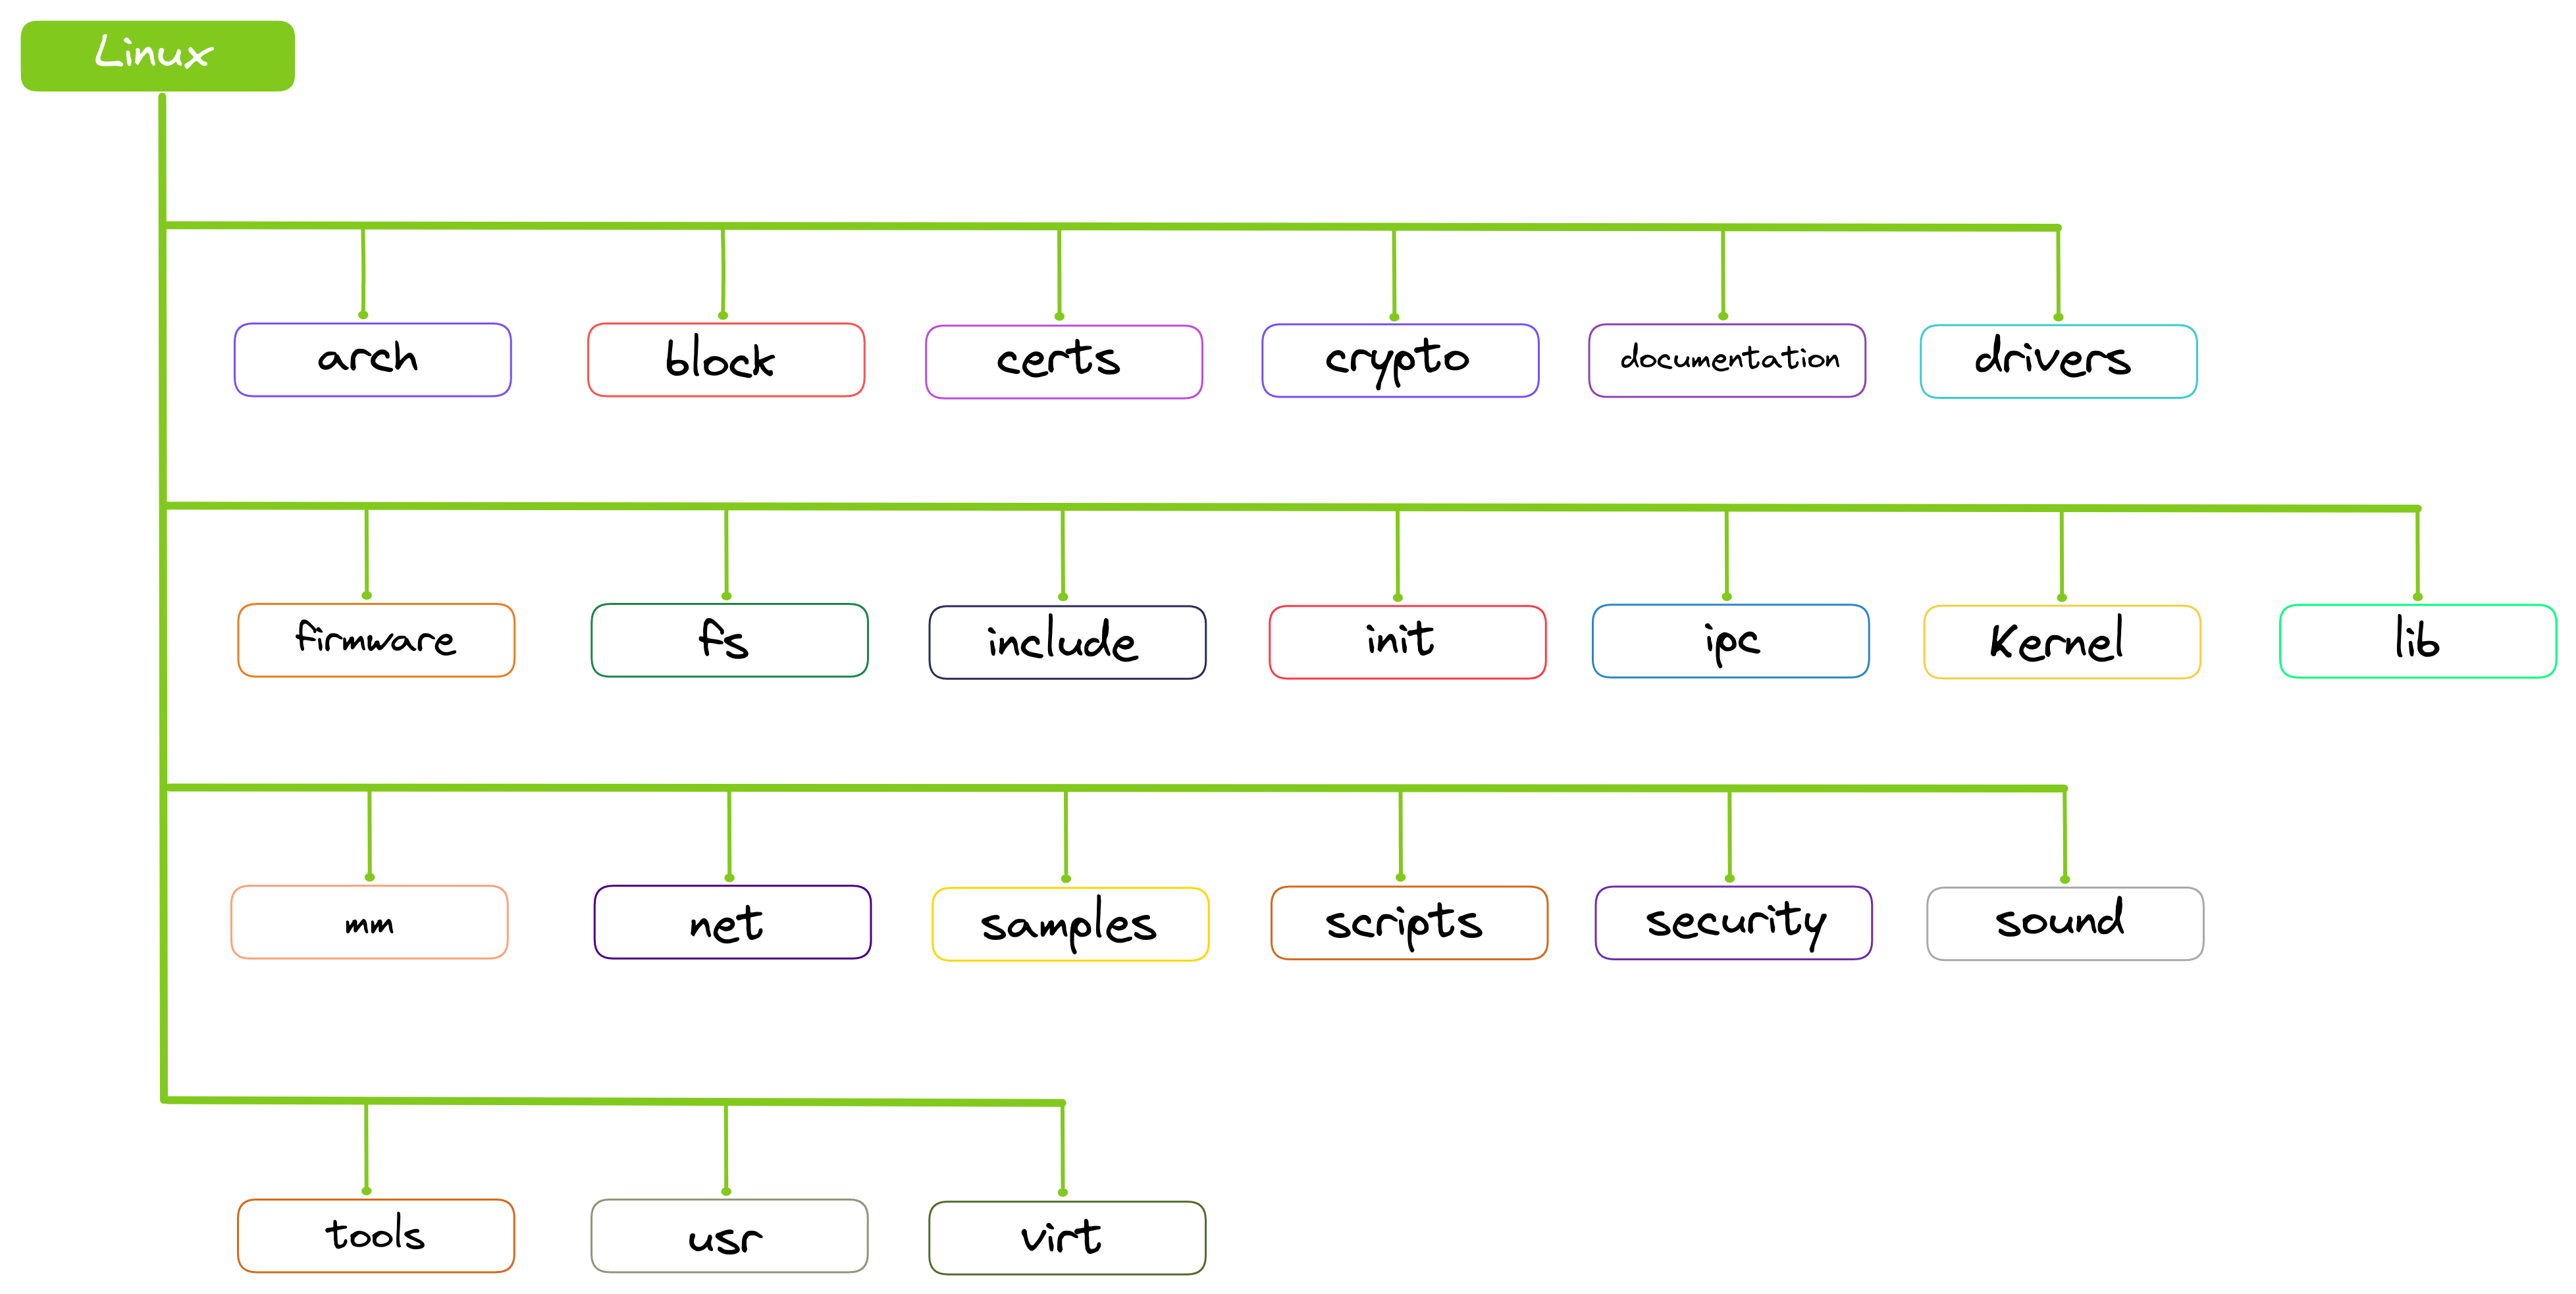 Linux
arch
block
certs
crypto
documentation
drivers
firmware
fs
include
init
ipc
Kernel
lib
mm
net
samples
scripts
security
sound
tools
usr
virt